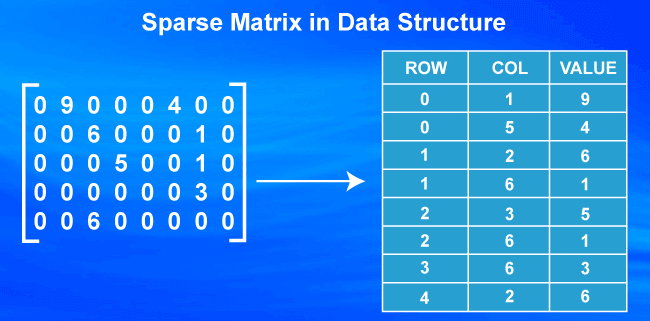 Sparse Matrix in Data Structure
0 9 0 0 0 4 0 0
0 0 6 0 0 0 1 0
0 0 0 5 0 0 1 0
0 0 0 0 0 0 3 0
0 0 6 0 0 0 0 0
ROW COL VALUE
0 1 9
0 5 4
1 2 6
1 6 1
2 3 5
2 6 1
3 6 3
4 2 6